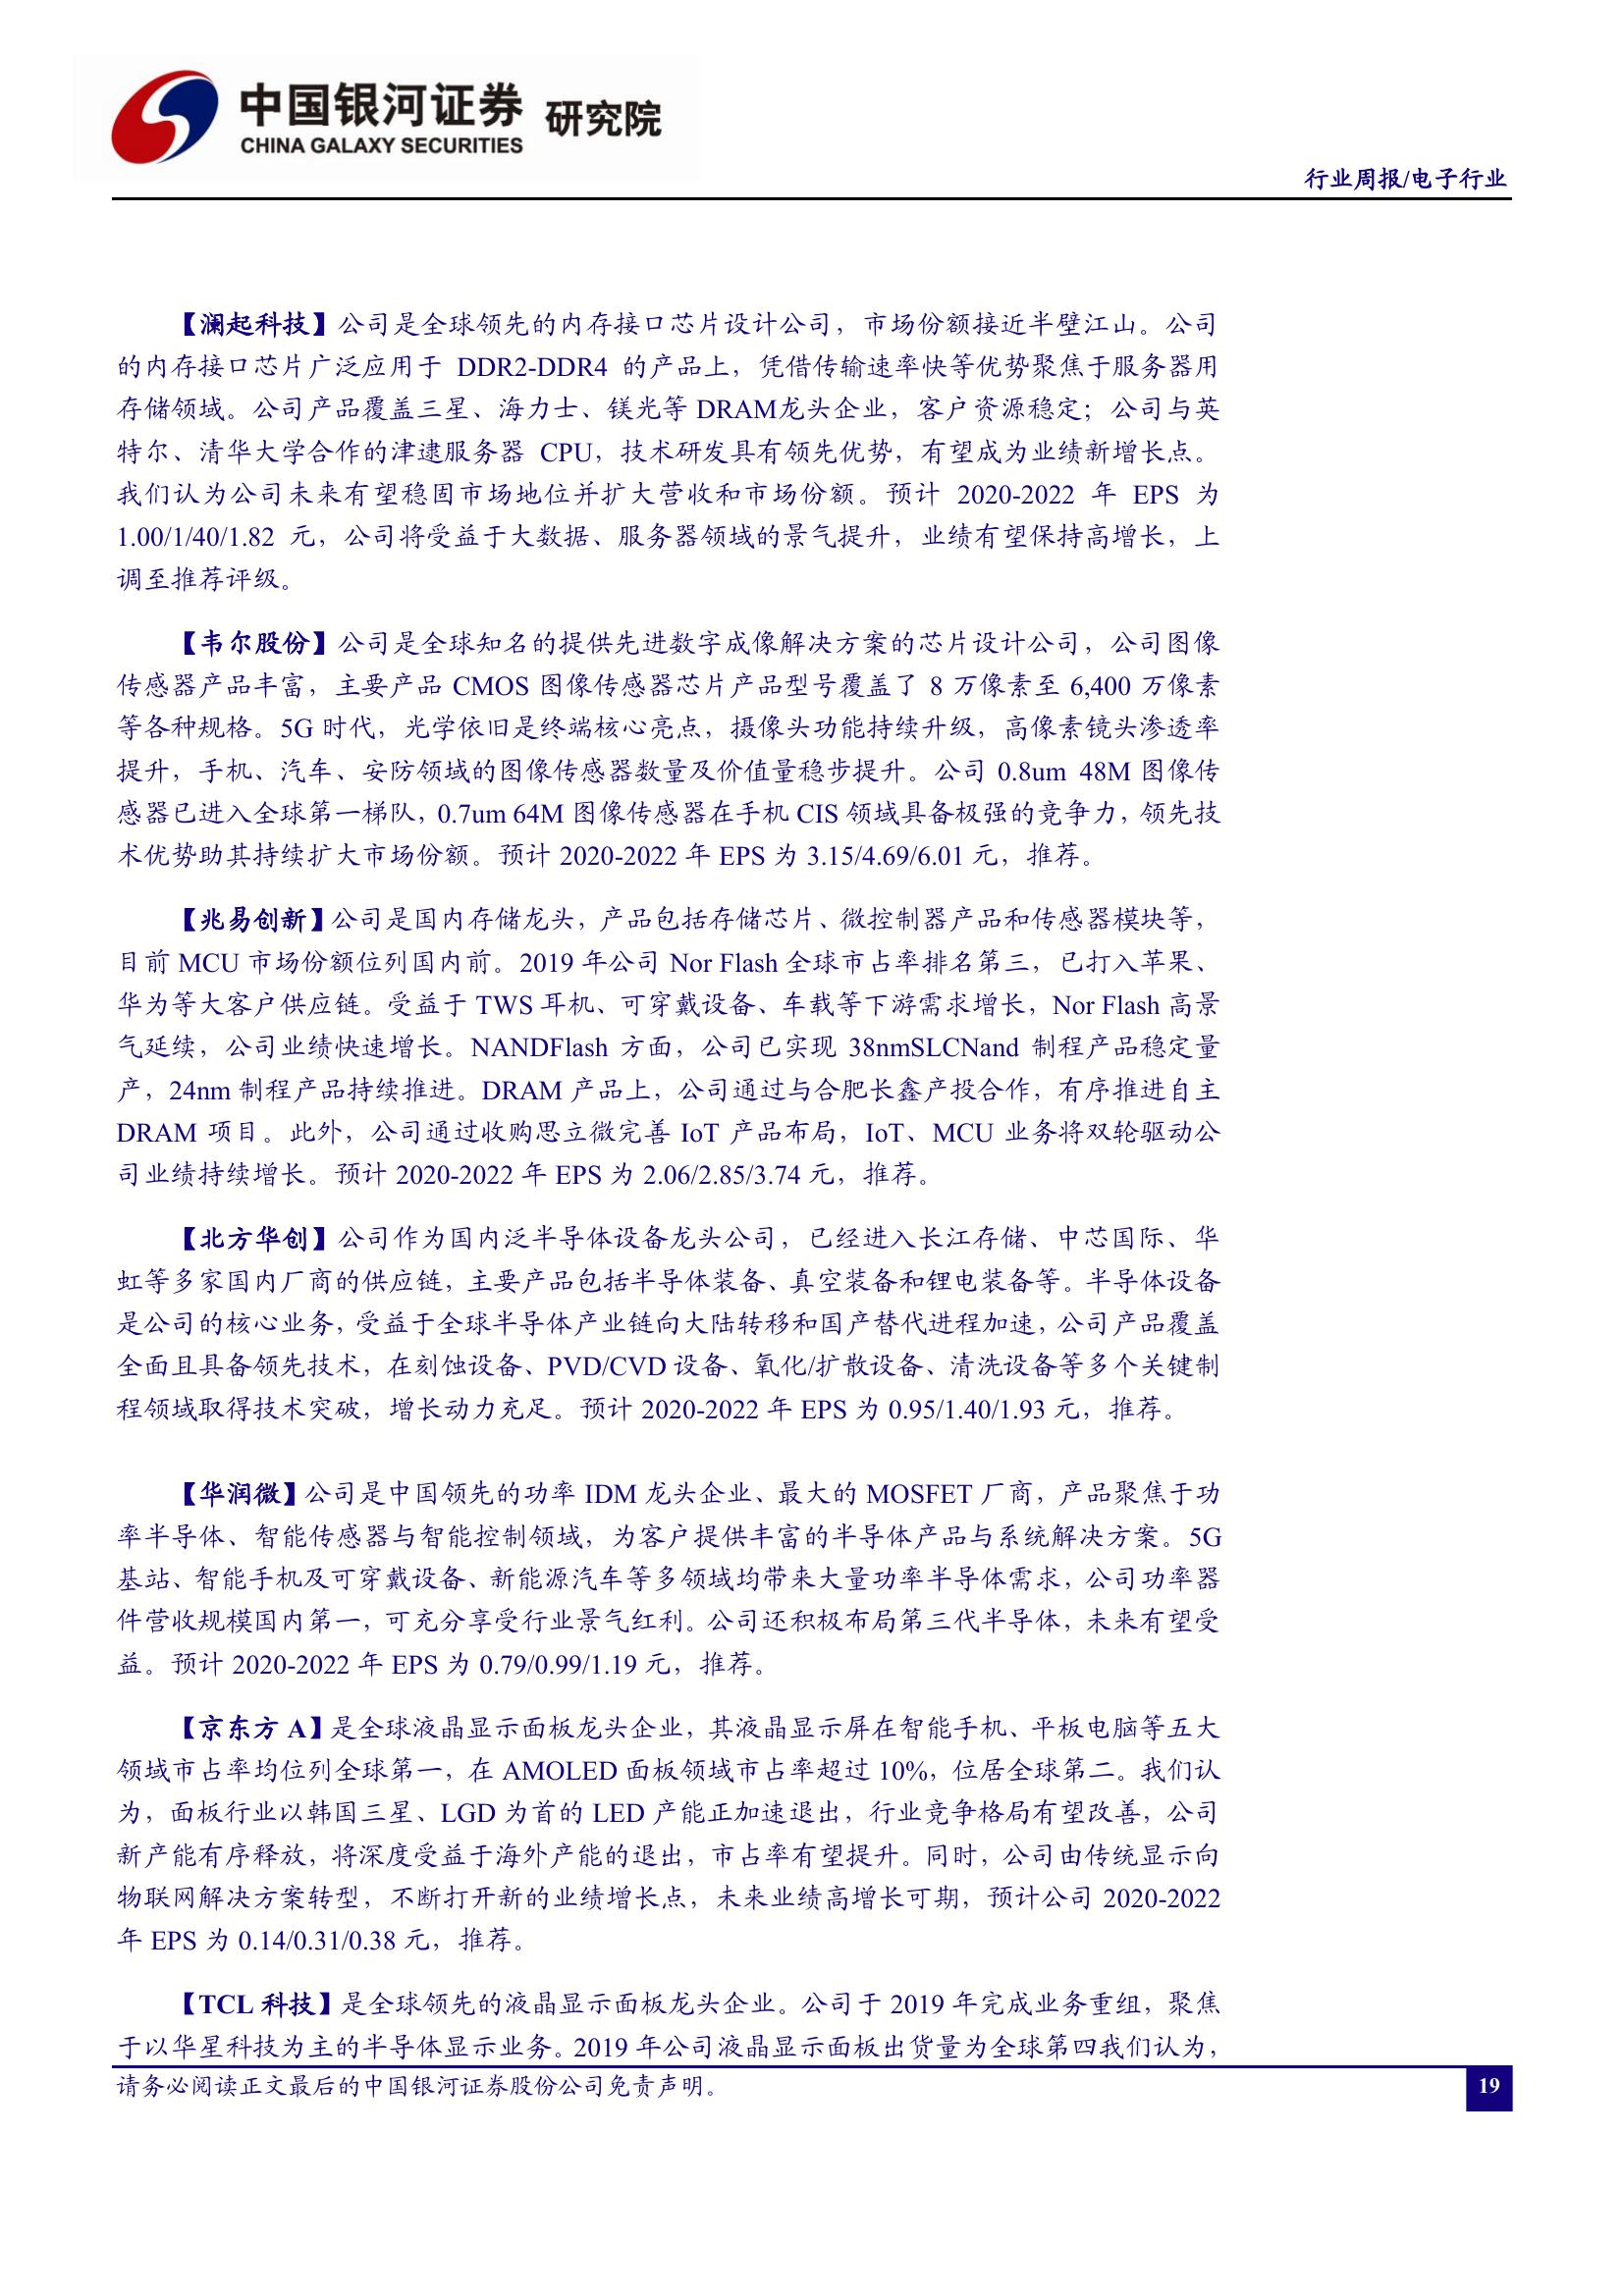 中国银河证券 研究院
CHINA GALAXY SECURITIES
行业周报/电子行业
【澜起科技】公司是全球领先的内存接口芯片设计公司，市场份额接近半壁江山。公司
的内存接口芯片广泛应用于 DDR2-DDR4 的产品上，凭借传输速率快等优势聚焦于服务器用
存储领域。公司产品覆盖三星、海力士、镁光等 DRAM龙头企业，客户资源稳定；公司与英
特尔、清华大学合作的津逮服务器 CPU，技术研发具有领先优势，有望成为业绩新增长点。
我们认为公司未来有望稳固市场地位并扩大营收和市场份额。预计 2020-2022 年 EPS 为
1.00/1/40/1.82 元，公司将受益于大数据、服务器领域的景气提升，业绩有望保持高增长，上
调至推荐评级。
【韦尔股份】公司是全球知名的提供先进数字成像解决方案的芯片设计公司，公司图像
传感器产品丰富，主要产品 CMOS 图像传感器芯片产品型号覆盖了 8 万像素至 6,400 万像素
等各种规格。5G 时代，光学依旧是终端核心亮点，摄像头功能持续升级，高像素镜头渗透率
提升，手机、汽车、安防领域的图像传感器数量及价值量稳步提升。公司 0.8um 48M 图像传
感器已进入全球第一梯队，0.7um 64M 图像传感器在手机 CIS 领域具备极强的竞争力，领先技
术优势助其持续扩大市场份额。预计 2020-2022 年 EPS 为 3.15/4.69/6.01 元，推荐。
【兆易创新】公司是国内存储龙头，产品包括存储芯片、微控制器产品和传感器模块等，
目前 MCU 市场份额位列国内前。2019 年公司 Nor Flash 全球市占率排名第三，已打入苹果、
华为等大客户供应链。受益于 TWS 耳机、可穿戴设备、车载等下游需求增长，Nor Flash 高景
气延续，公司业绩快速增长。NANDFlash 方面，公司已实现 38nmSLCNand 制程产品稳定量
产，24nm 制程产品持续推进。DRAM 产品上，公司通过与合肥长鑫产投合作，有序推进自主
DRAM 项目。此外，公司通过收购思立微完善 IoT 产品布局，IoT、MCU 业务将双轮驱动公
司业绩持续增长。预计 2020-2022 年 EPS 为 2.06/2.85/3.74 元，推荐。
【北方华创】公司作为国内泛半导体设备龙头公司，已经进入长江存储、中芯国际、华
虹等多家国内厂商的供应链，主要产品包括半导体装备、真空装备和锂电装备等。半导体设备
是公司的核心业务，受益于全球半导体产业链向大陆转移和国产替代进程加速，公司产品覆盖
全面且具备领先技术，在刻蚀设备、PVD/CVD 设备、氧化/扩散设备、清洗设备等多个关键制
程领域取得技术突破，增长动力充足。预计 2020-2022 年 EPS 为 0.95/1.40/1.93 元，推荐。
【华润微】公司是中国领先的功率 IDM 龙头企业、最大的 MOSFET 厂商，产品聚焦于功
率半导体、智能传感器与智能控制领域，为客户提供丰富的半导体产品与系统解决方案。5G
基站、智能手机及可穿戴设备、新能源汽车等多领域均带来大量功率半导体需求，公司功率器
件营收规模国内第一，可充分享受行业景气红利。公司还积极布局第三代半导体，未来有望受
益。预计 2020-2022 年 EPS 为 0.79/0.99/1.19 元，推荐。
【京东方 A】是全球液晶显示面板龙头企业，其液晶显示屏在智能手机、平板电脑等五大
领域市占率均位列全球第一，在 AMOLED 面板领域市占率超过 10%，位居全球第二。我们认
为，面板行业以韩国三星、LGD 为首的 LED 产能正加速退出，行业竞争格局有望改善，公司
新产能有序释放，将深度受益于海外产能的退出，市占率有望提升。同时，公司由传统显示向
物联网解决方案转型，不断打开新的业绩增长点，未来业绩高增长可期，预计公司 2020-2022
年 EPS 为 0.14/0.31/0.38 元，推荐。
【TCL 科技】是全球领先的液晶显示面板龙头企业。公司于 2019 年完成业务重组，聚焦
于以华星科技为主的半导体显示业务。2019 年公司液晶显示面板出货量为全球第四我们认为，
请务必阅读正文最后的中国银河证券股份公司免责声明。
19